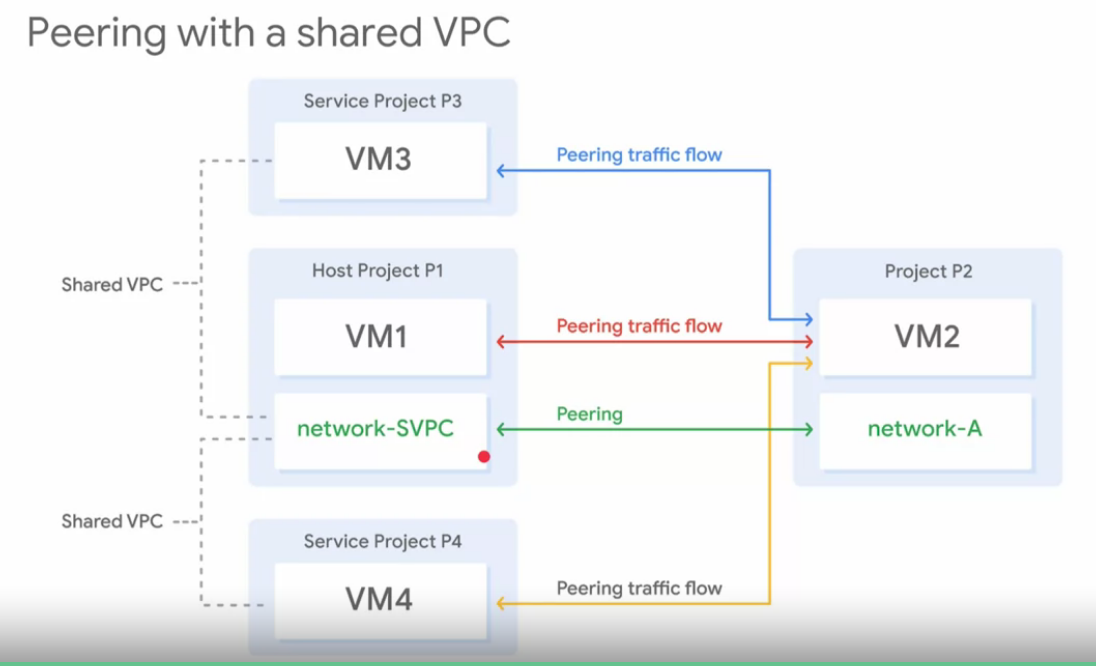 Peering with a shared VPC
Service Project P3
VM3
Peering traffic flow
Shared VPC
Host Project P1
VM1
Peering traffic flow
Project P2
VM2
network-SVPC
Peering
network-A
Shared VPC
Service Project P4
VM4
Peering traffic flow